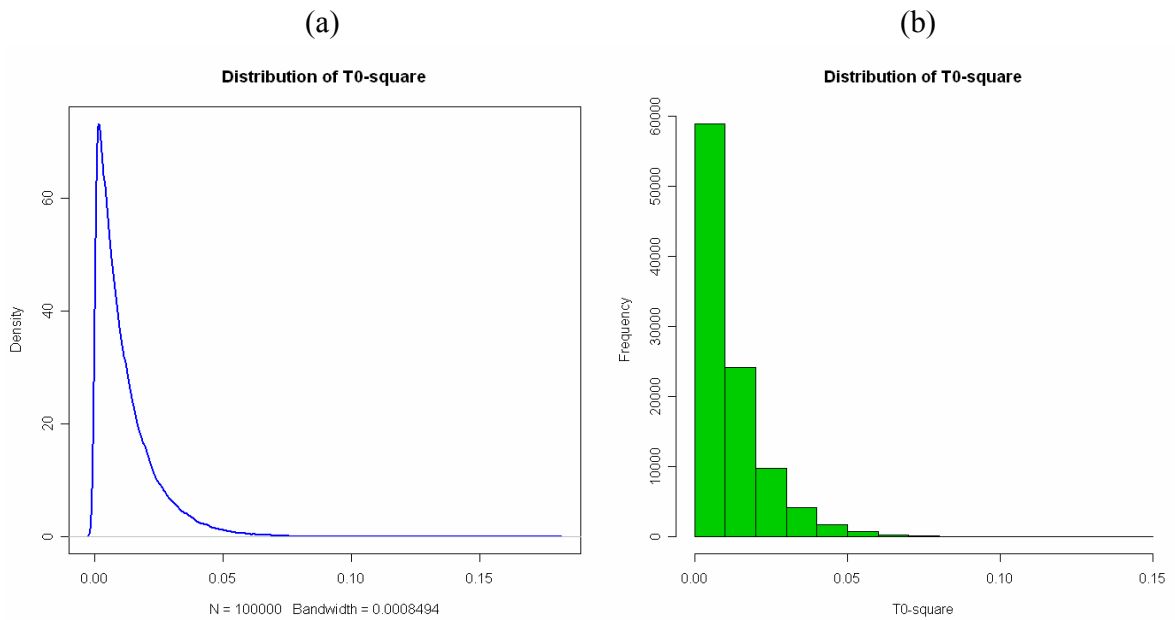 (a)
Distribution of T0-square
Density
0
20
40
60
0.00 0.05 0.10 0.15
N = 100000 Bandwidth = 0.0008494
(b)
Distribution of T0-square
Frequency
0
10000
20000
30000
40000
50000
60000
0.00 0.05 0.10 0.15
T0-square